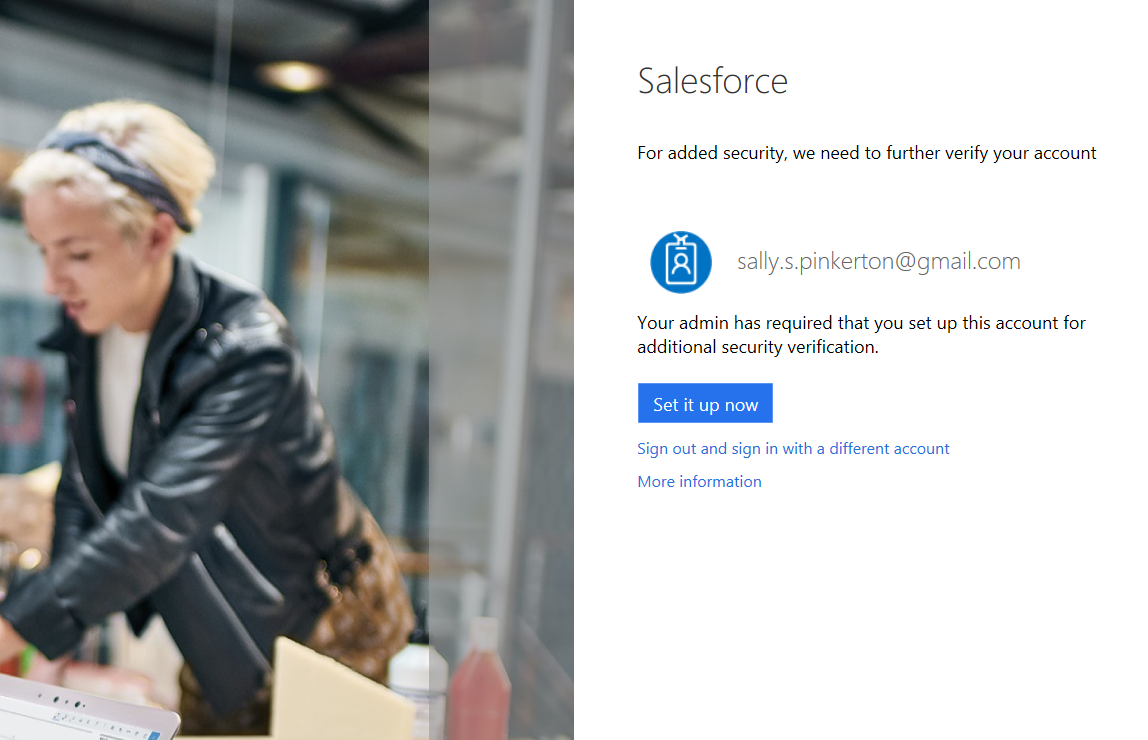 Salesforce
For added security, we need to further verify your account
sally.s.pinkerton@gmail.com
Your admin has required that you set up this account for
additional security verification.
Set it up now
Sign out and sign in with a different account
More information